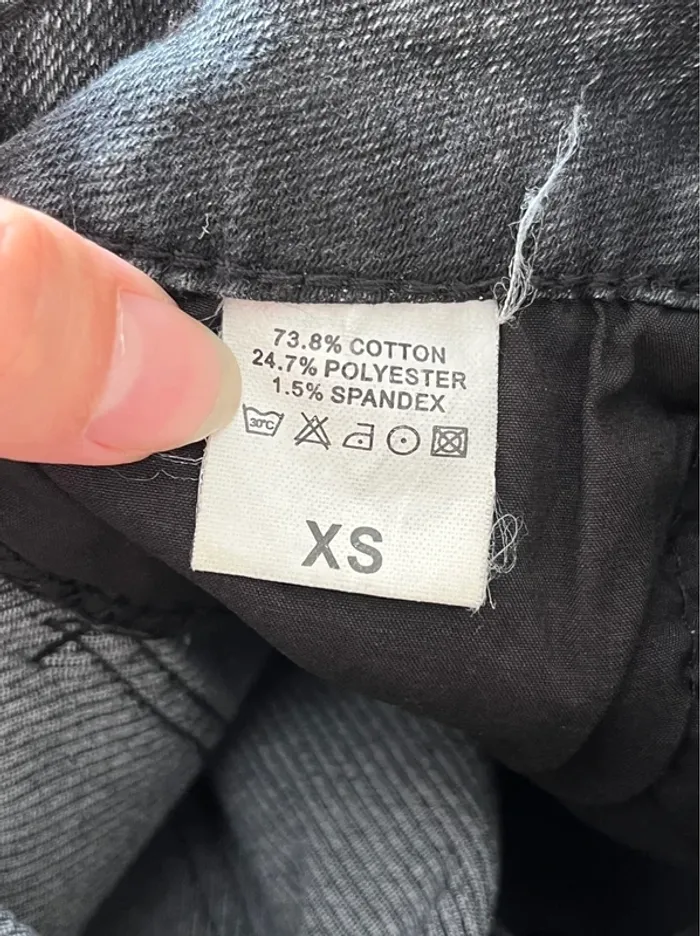 73.8% COTTON
24.7% POLYESTER
1.5% SPANDEX
30°C
XS